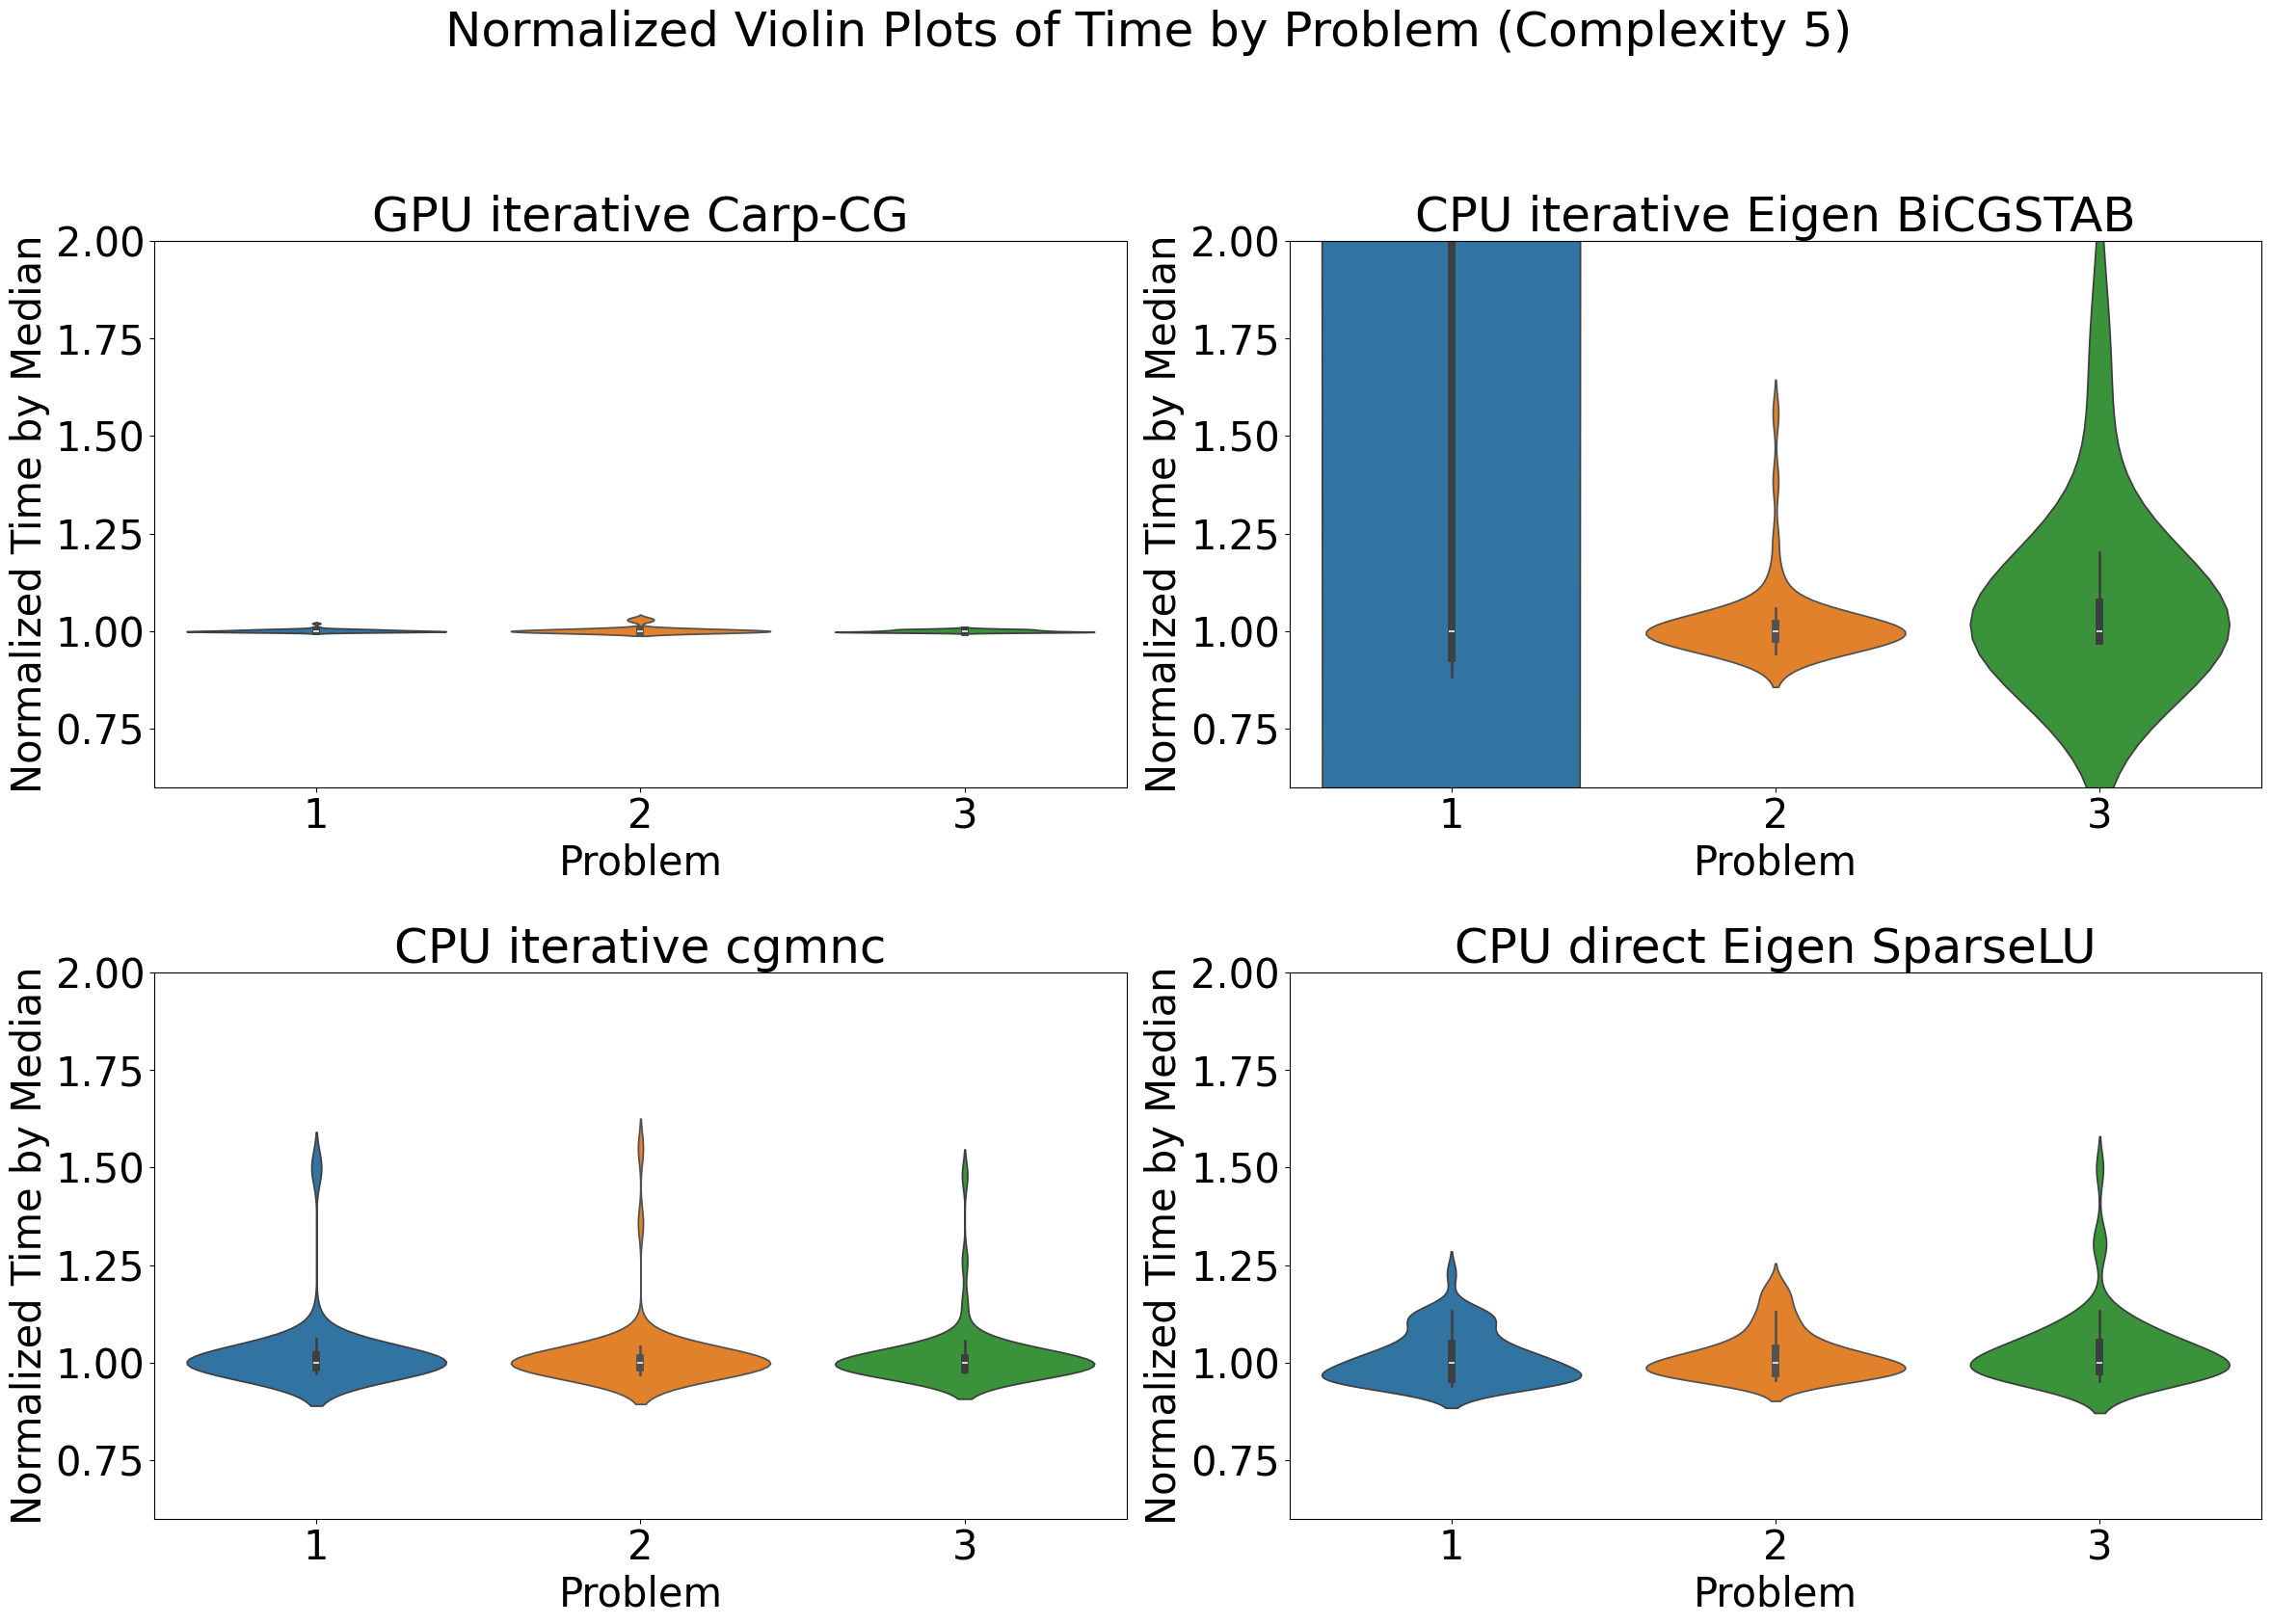 Normalized Violin Plots of Time by Problem (Complexity 5)
GPU iterative Carp-CG
Normalized Time by Median
2.00
1.75
1.50
1.25
1.00
0.75
1 2 3
Problem
CPU iterative Eigen BiCGSTAB
Normalized Time by Median
2.00
1.75
1.50
1.25
1.00
0.75
1 2 3
Problem
CPU iterative cgmnc
Normalized Time by Median
2.00
1.75
1.50
1.25
1.00
0.75
1 2 3
Problem
CPU direct Eigen SparseLU
Normalized Time by Median
2.00
1.75
1.50
1.25
1.00
0.75
1 2 3
Problem